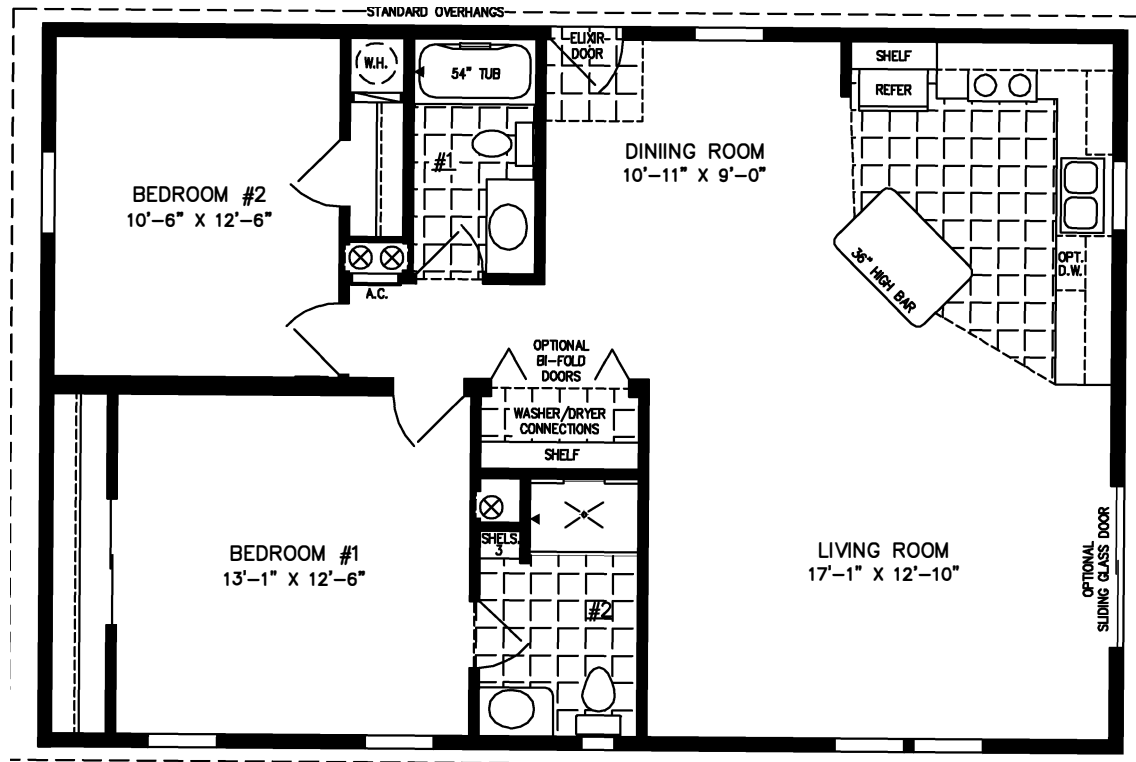 STANDARD OVERHANGS
ELIXIR-
DOOR
W.H.
54" TUB
SHELF
REFER
#1
DINIING ROOM
10'-11" X 9'-0"
BEDROOM #2
10'-6" X 12'-6"
36" HIGH BAR
OPT.
D.W.
A.C.
OPTIONAL
BI-FOLD
DOORS
WASHER/DRYER
CONNECTIONS
SHELF
SHELS.
3
BEDROOM #1
13'-1" X 12'-6"
#2
LIVING ROOM
17'-1" X 12'-10"
OPTIONAL
SLIDING GLASS DOOR